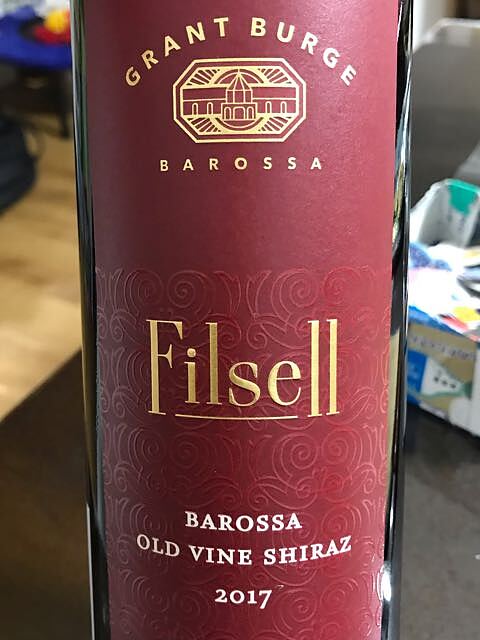 GRANT BURGE
BAROSSA
Filsell
BAROSSA
OLD VINE SHIRAZ
2017